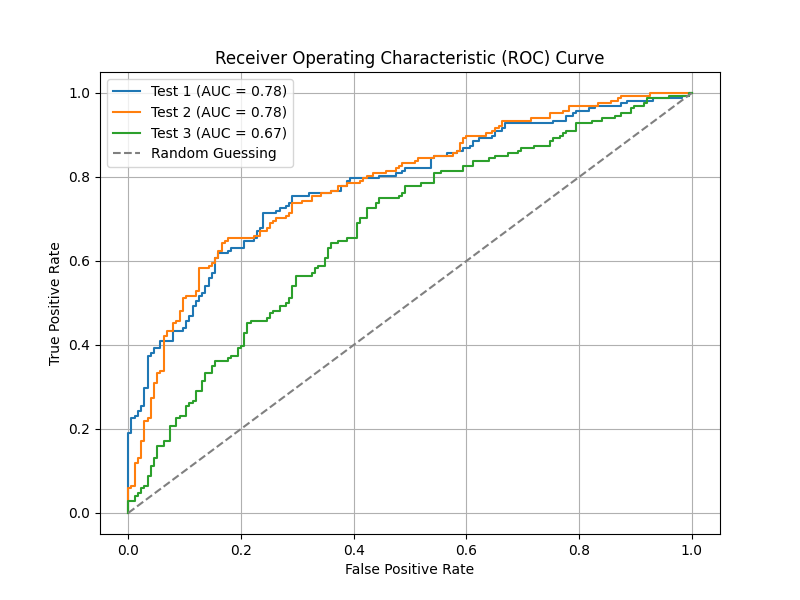 Receiver Operating Characteristic (ROC) Curve
Test 1 (AUC = 0.78)
Test 2 (AUC = 0.78)
Test 3 (AUC = 0.67)
Random Guessing
True Positive Rate
1.0
0.8
0.6
0.4
0.2
0.0
0.0 0.2 0.4 0.6 0.8 1.0
False Positive Rate